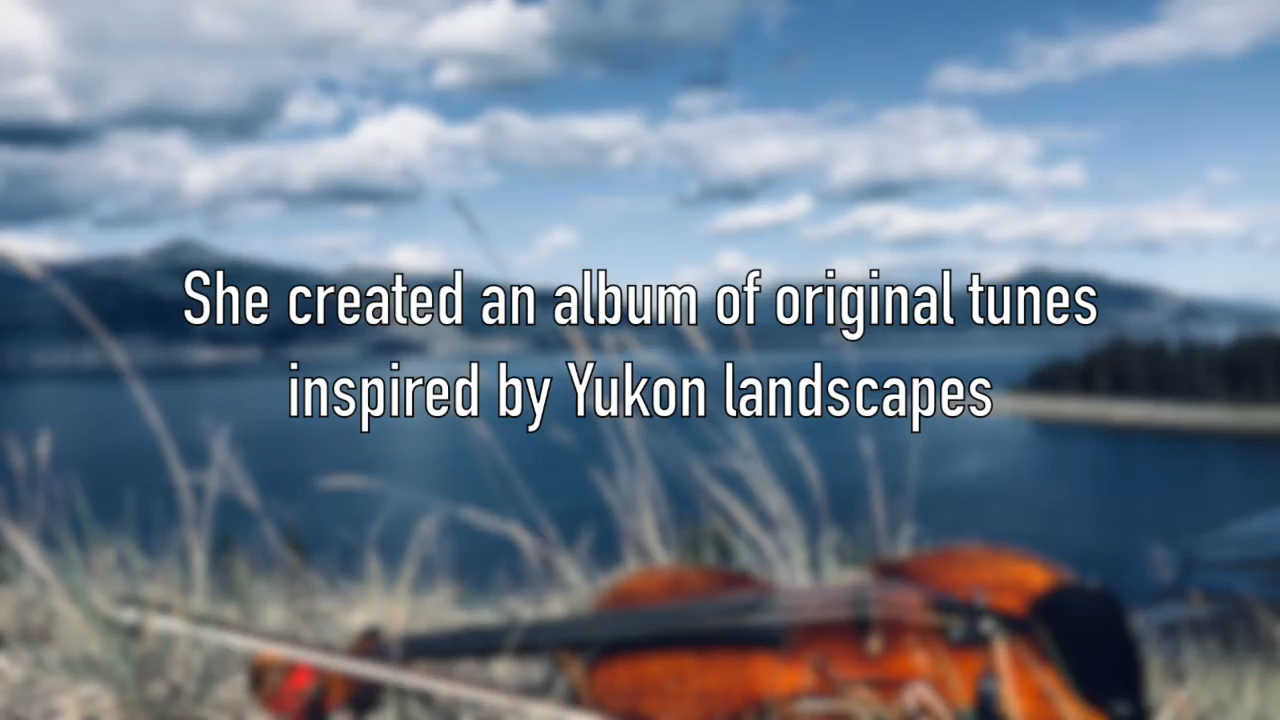 She created an album of original tunes
inspired by Yukon landscapes